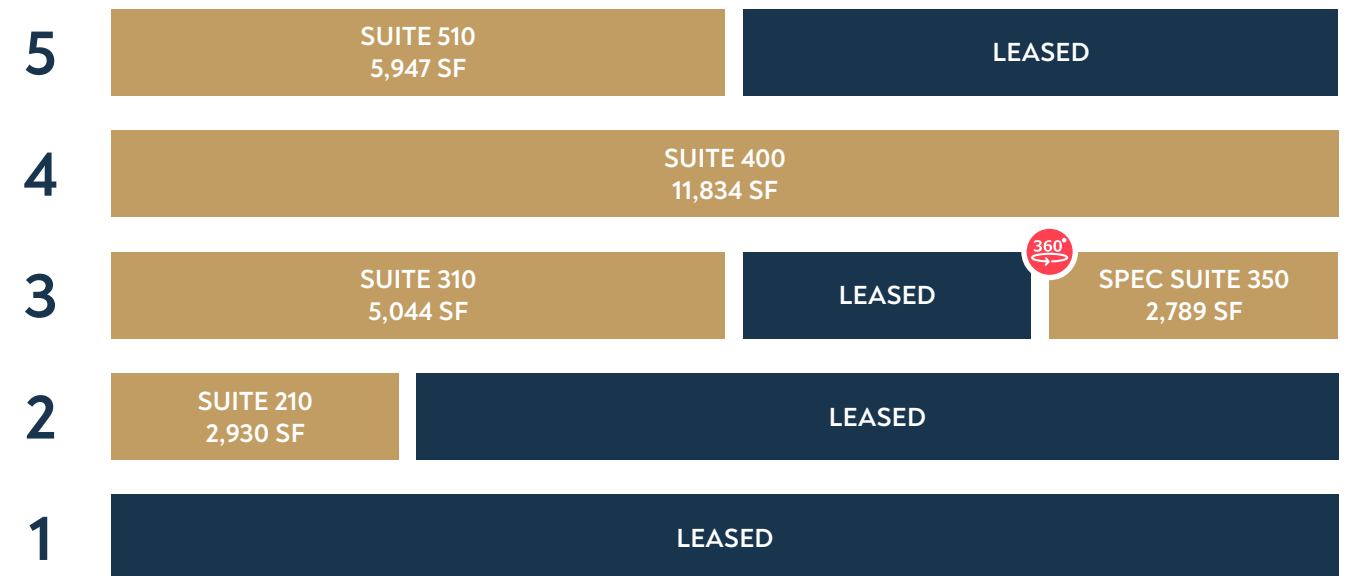 5
SUITE 510
5,947 SF
LEASED
4
SUITE 400
11,834 SF
3
SUITE 310
5,044 SF
LEASED
360°
SPEC SUITE 350
2,789 SF
2
SUITE 210
2,930 SF
LEASED
1
LEASED